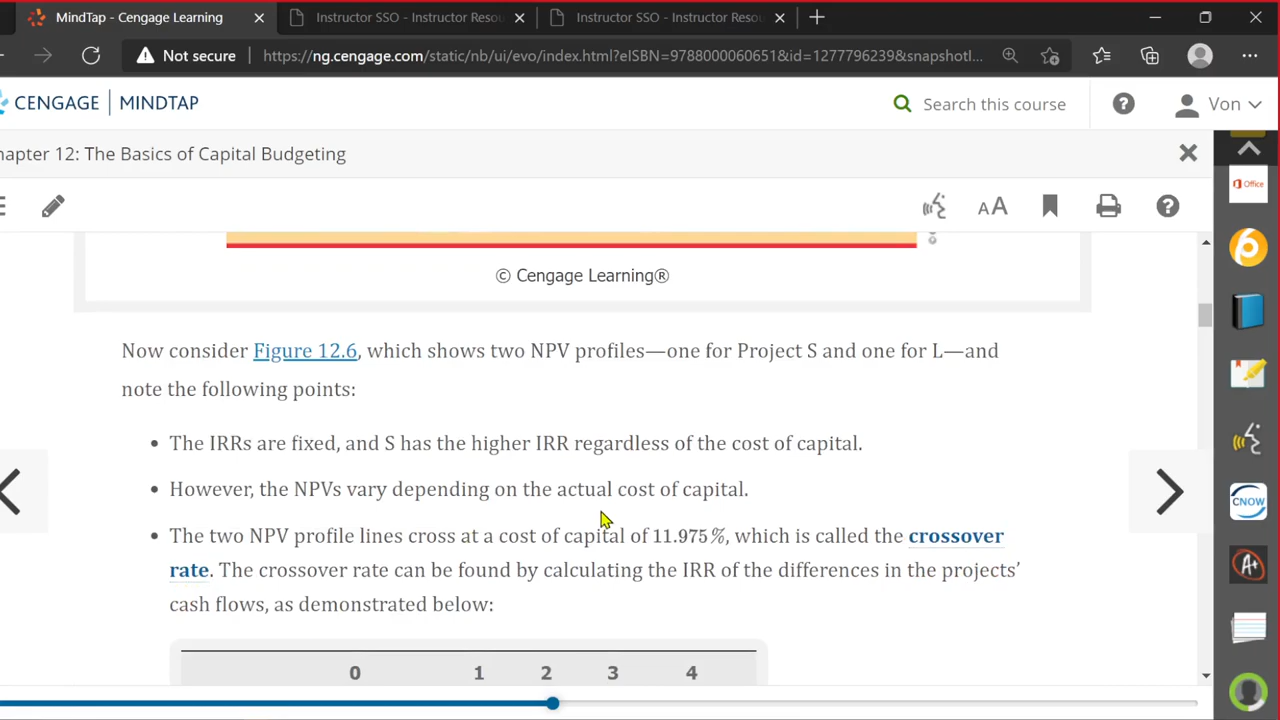 MindTap - Cengage Learning
Instructor SSO - Instructor Resou
Instructor SSO - Instructor Resou
Not secure
https://ng.cengage.com/static/nb/ui/evo/index.html?eISBN=9788000060651&id=1277796239&snapshotI...
CENGAGE | MINDTAP
Search this course
Von
hapter 12: The Basics of Capital Budgeting
AA
Office
© Cengage Learning®
Now consider Figure 12.6, which shows two NPV profiles—one for Project S and one for L—and
note the following points:
• The IRRs are fixed, and S has the higher IRR regardless of the cost of capital.
• However, the NPVs vary depending on the actual cost of capital.
• The two NPV profile lines cross at a cost of capital of 11.975%, which is called the crossover
rate. The crossover rate can be found by calculating the IRR of the differences in the projects’
cash flows, as demonstrated below:
0 1 2 3 4
CNOW
A+